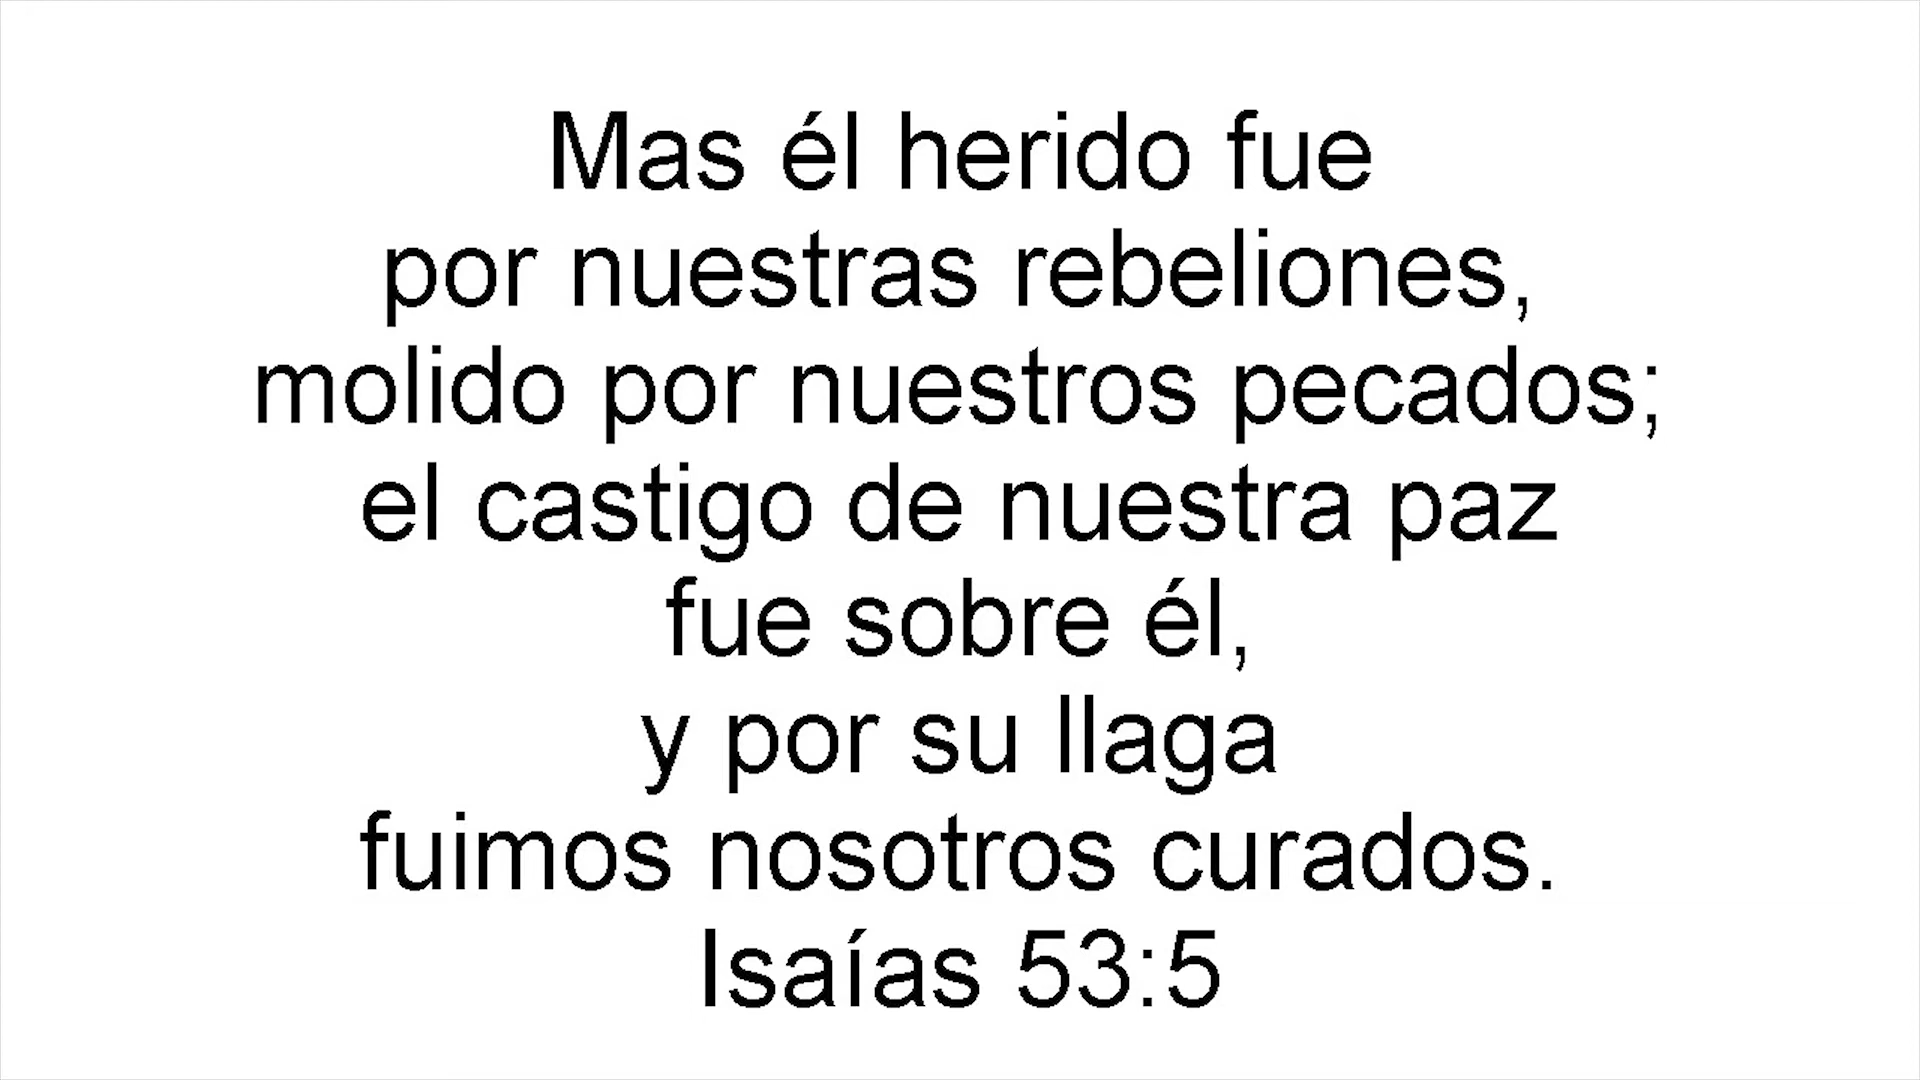 Mas él herido fue
por nuestras rebeliones,
molido por nuestros pecados;
el castigo de nuestra paz
fue sobre él,
y por su llaga
fuimos nosotros curados.
Isaías 53:5